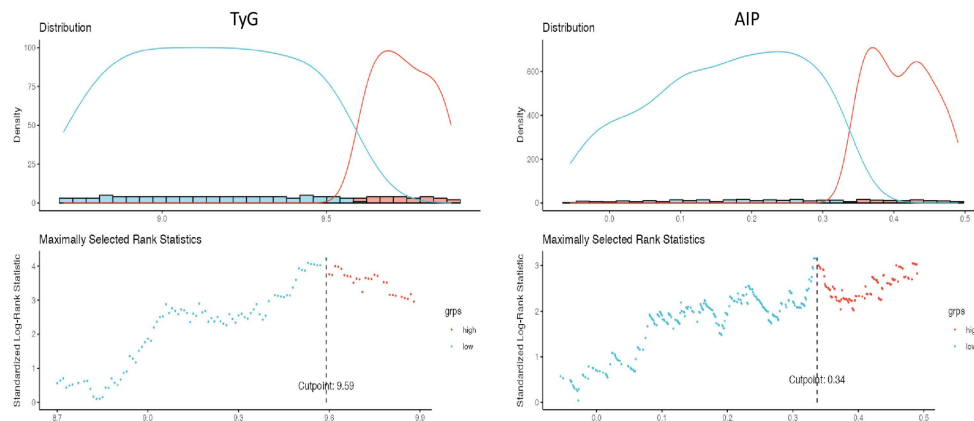 TyG
Distribution
100
75
50
25
0
Density
9.0
9.5
AIP
Distribution
600
400
200
0
Density
0.0
0.1
0.2
0.3
0.4
0.5
Maximally Selected Rank Statistics
4
3
2
1
0
Standardized Log-Rank Statistic
Cutpoint: 9.59
8.7
9.0
9.3
9.6
9.9
grps
high
low
Maximally Selected Rank Statistics
3
2
1
0
Standardized Log-Rank Statistic
Cutpoint: 0.34
0.0
0.1
0.2
0.3
0.4
0.5
grps
high
low